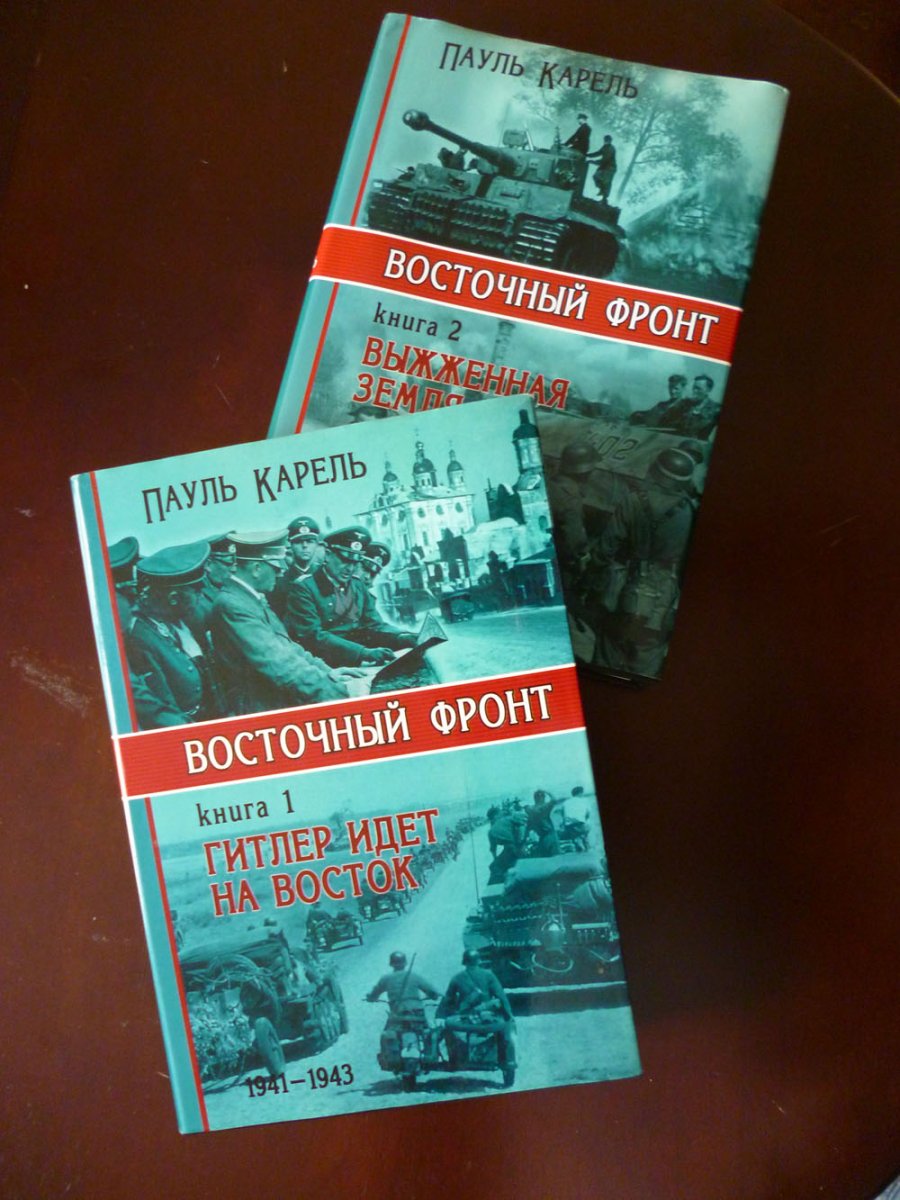 Пауль Карель
Восточный фронт
книга 2
Выжженная
402
Пауль Карель
Восточный фронт
книга 1
Гитлер идет
на Восток
1941–1943